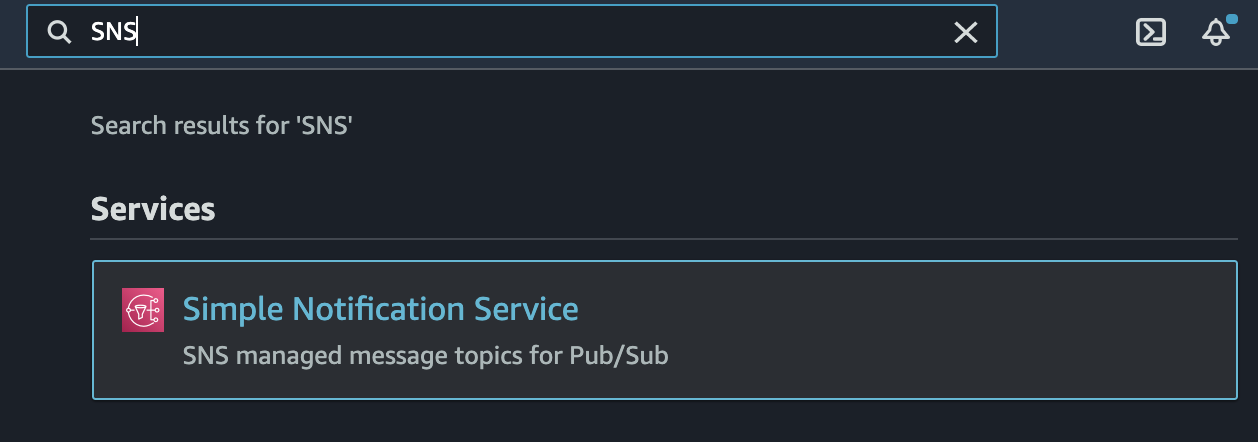 SNS
Search results for 'SNS'
Services
Simple Notification Service
SNS managed message topics for Pub/Sub